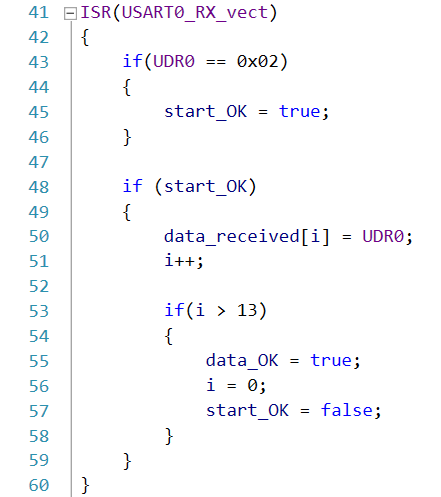 41 ISR(USART0_RX_vect)
42 {
43     if(UDR0 == 0x02)
44     {
45         start_OK = true;
46     }
47
48     if (start_OK)
49     {
50         data_received[i] = UDR0;
51         i++;
52
53         if(i > 13)
54         {
55             data_OK = true;
56             i = 0;
57             start_OK = false;
58         }
59     }
60 }